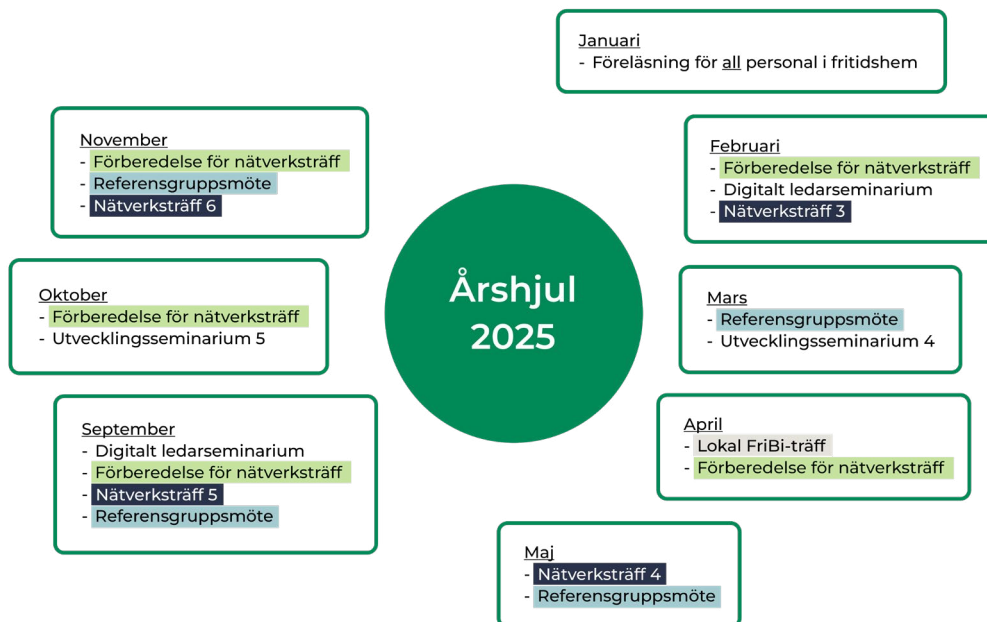 Årshjul
2025
Januari
- Föreläsning för all personal i fritidshem
Februari
- Förberedelse för nätverksträff
- Digitalt ledarseminarium
- Nätverksträff 3
Mars
- Referensgruppsmöte
- Utvecklingsseminarium 4
April
- Lokal FriBi-träff
- Förberedelse för nätverksträff
Maj
- Nätverksträff 4
- Referensgruppsmöte
September
- Digitalt ledarseminarium
- Förberedelse för nätverksträff
- Nätverksträff 5
- Referensgruppsmöte
Oktober
- Förberedelse för nätverksträff
- Utvecklingsseminarium 5
November
- Förberedelse för nätverksträff
- Referensgruppsmöte
- Nätverksträff 6